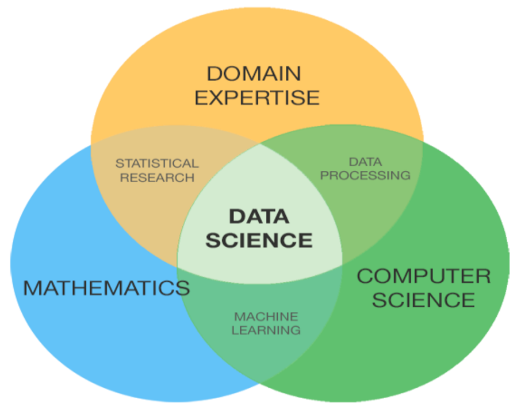 DOMAIN
EXPERTISE
STATISTICAL
RESEARCH
DATA
PROCESSING
DATA
SCIENCE
MATHEMATICS
COMPUTER
SCIENCE
MACHINE
LEARNING